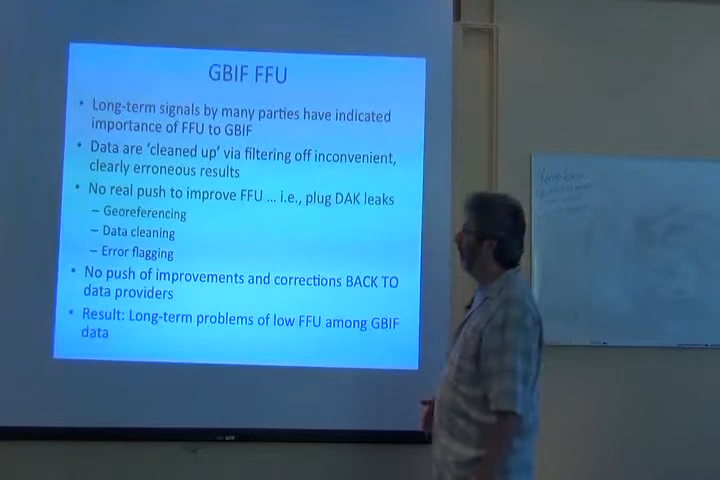 GBIF FFU
• Long-term signals by many parties have indicated
importance of FFU to GBIF
• Data are ‘cleaned up’ via filtering off inconvenient,
clearly erroneous results
• No real push to improve FFU ... i.e., plug DAK leaks
– Georeferencing
– Data cleaning
– Error flagging
• No push of improvements and corrections BACK TO
data providers
• Result: Long-term problems of low FFU among GBIF
data